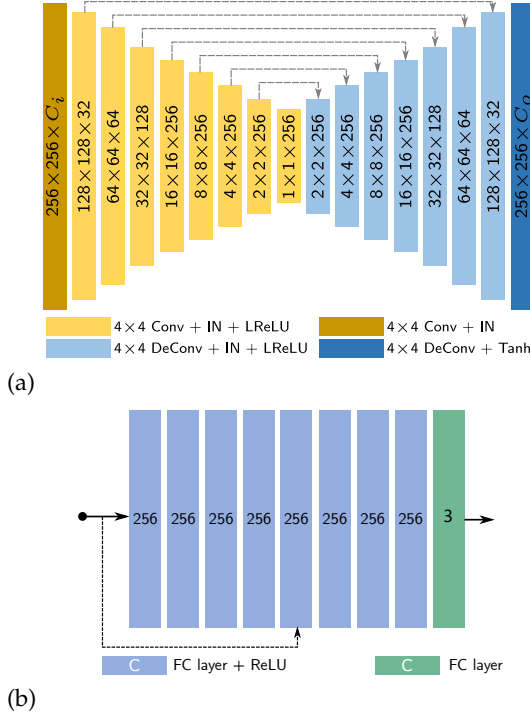 256×256×C_i
128×128×32
64×64×64
32×32×128
16×16×256
8×8×256
4×4×256
2×2×256
1×1×256
2×2×256
4×4×256
8×8×256
16×16×256
32×32×128
64×64×64
128×128×32
256×256×C_o
4×4 Conv + IN + LReLU
4×4 Conv + IN
4×4 DeConv + IN + LReLU
4×4 DeConv + Tanh
(a)
256 256 256 256 256 256 256 256 3
C FC layer + ReLU
C FC layer
(b)